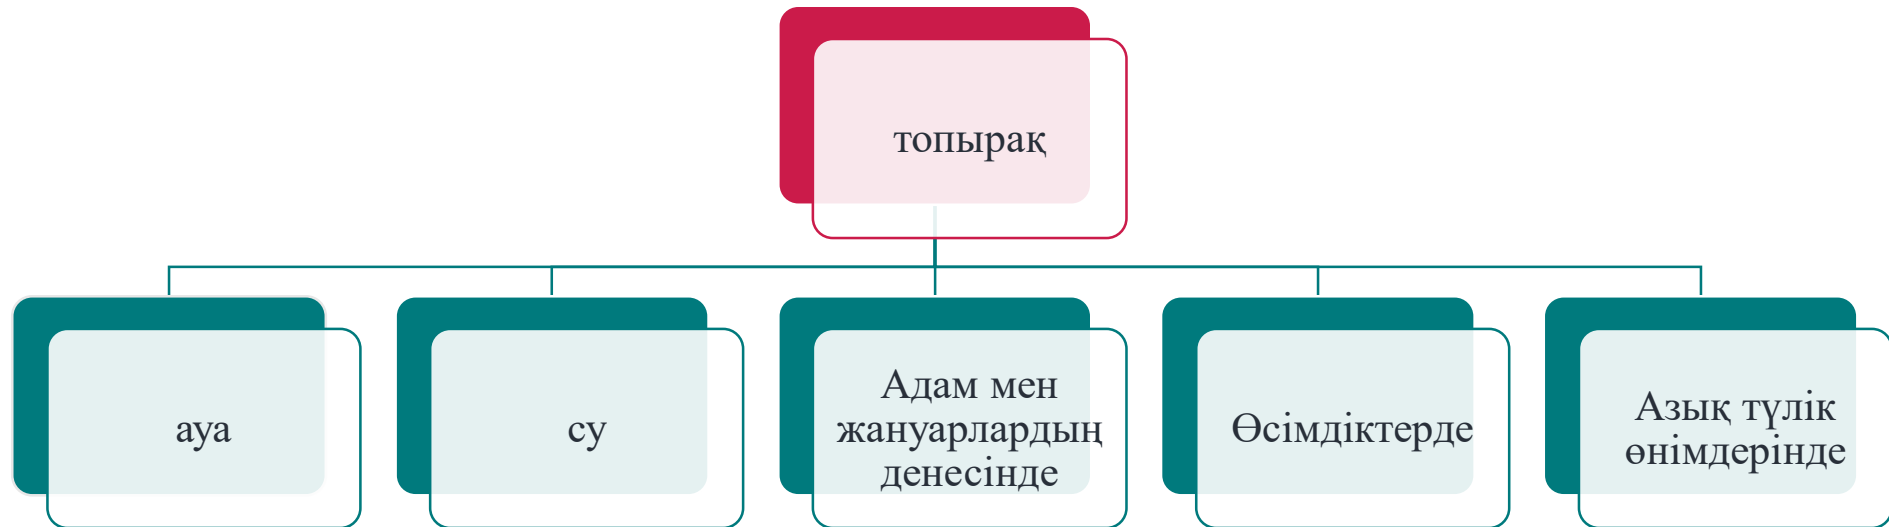 топырақ
ауа
су
Адам мен
жануарлардың
денесінде
Өсімдіктерде
Азық түлік
өнімдерінде